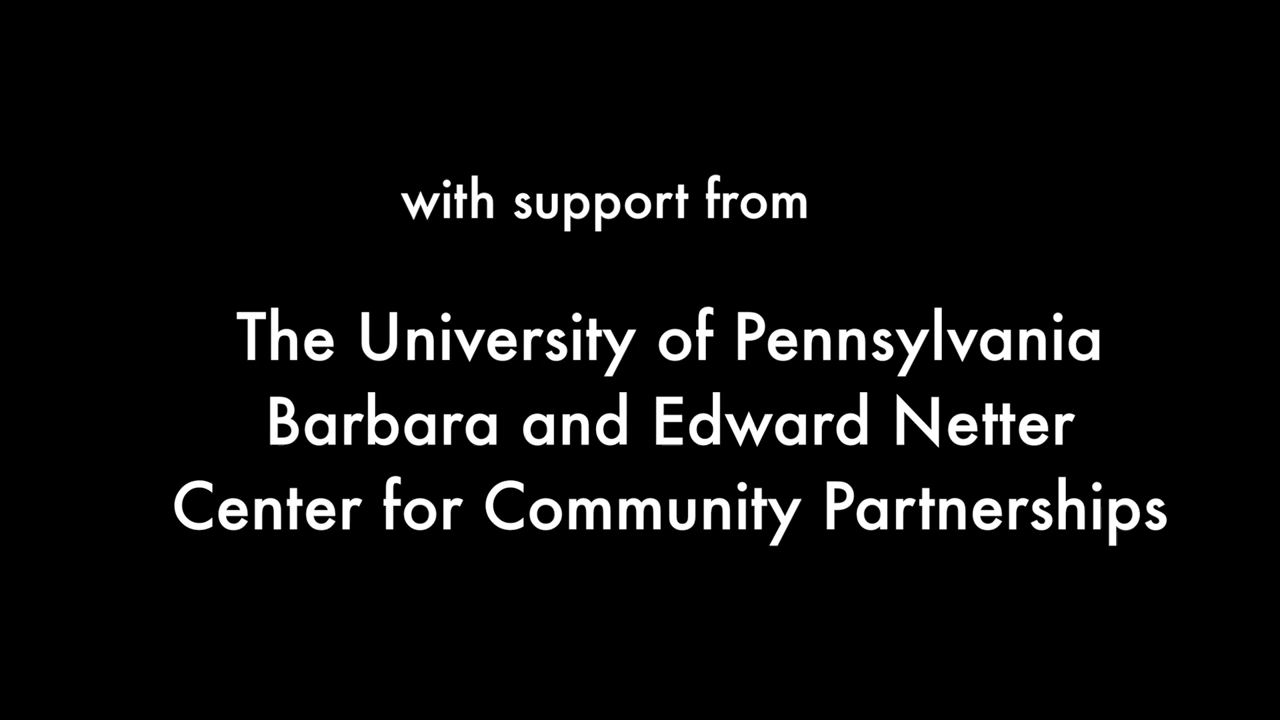 with support from
The University of Pennsylvania
Barbara and Edward Netter
Center for Community Partnerships